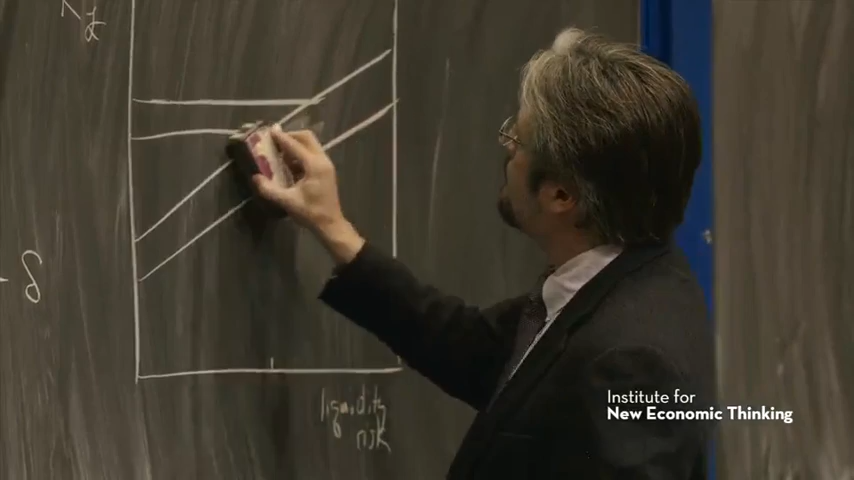 δ
liquidity
risk
Institute for
New Economic Thinking